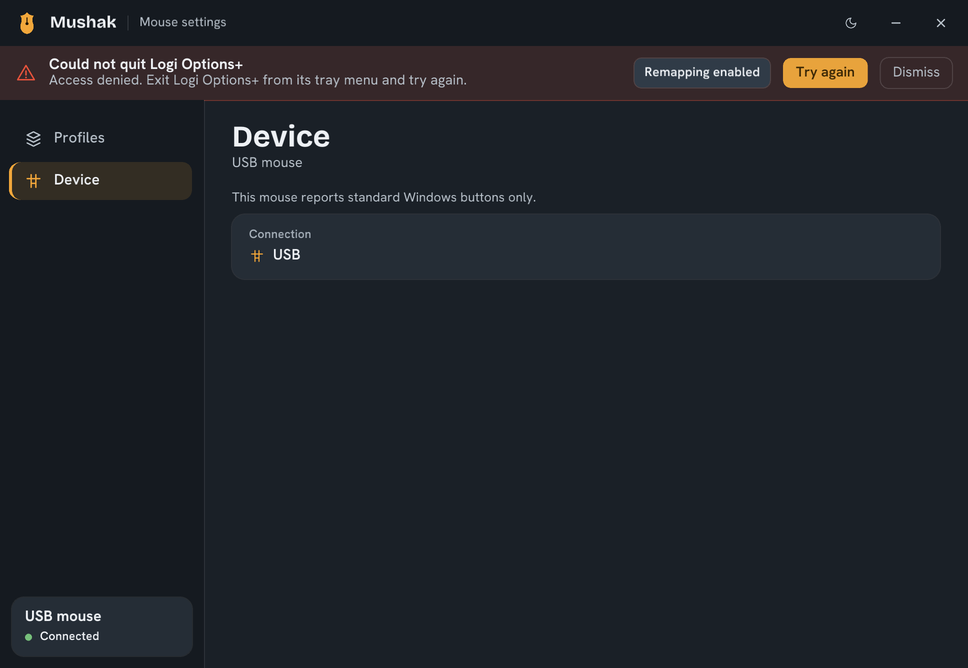 Mushak
Mouse settings
Could not quit Logi Options+
Access denied. Exit Logi Options+ from its tray menu and try again.
Remapping enabled
Try again
Dismiss
Profiles
Device
Device
USB mouse
This mouse reports standard Windows buttons only.
Connection
USB
USB mouse
Connected